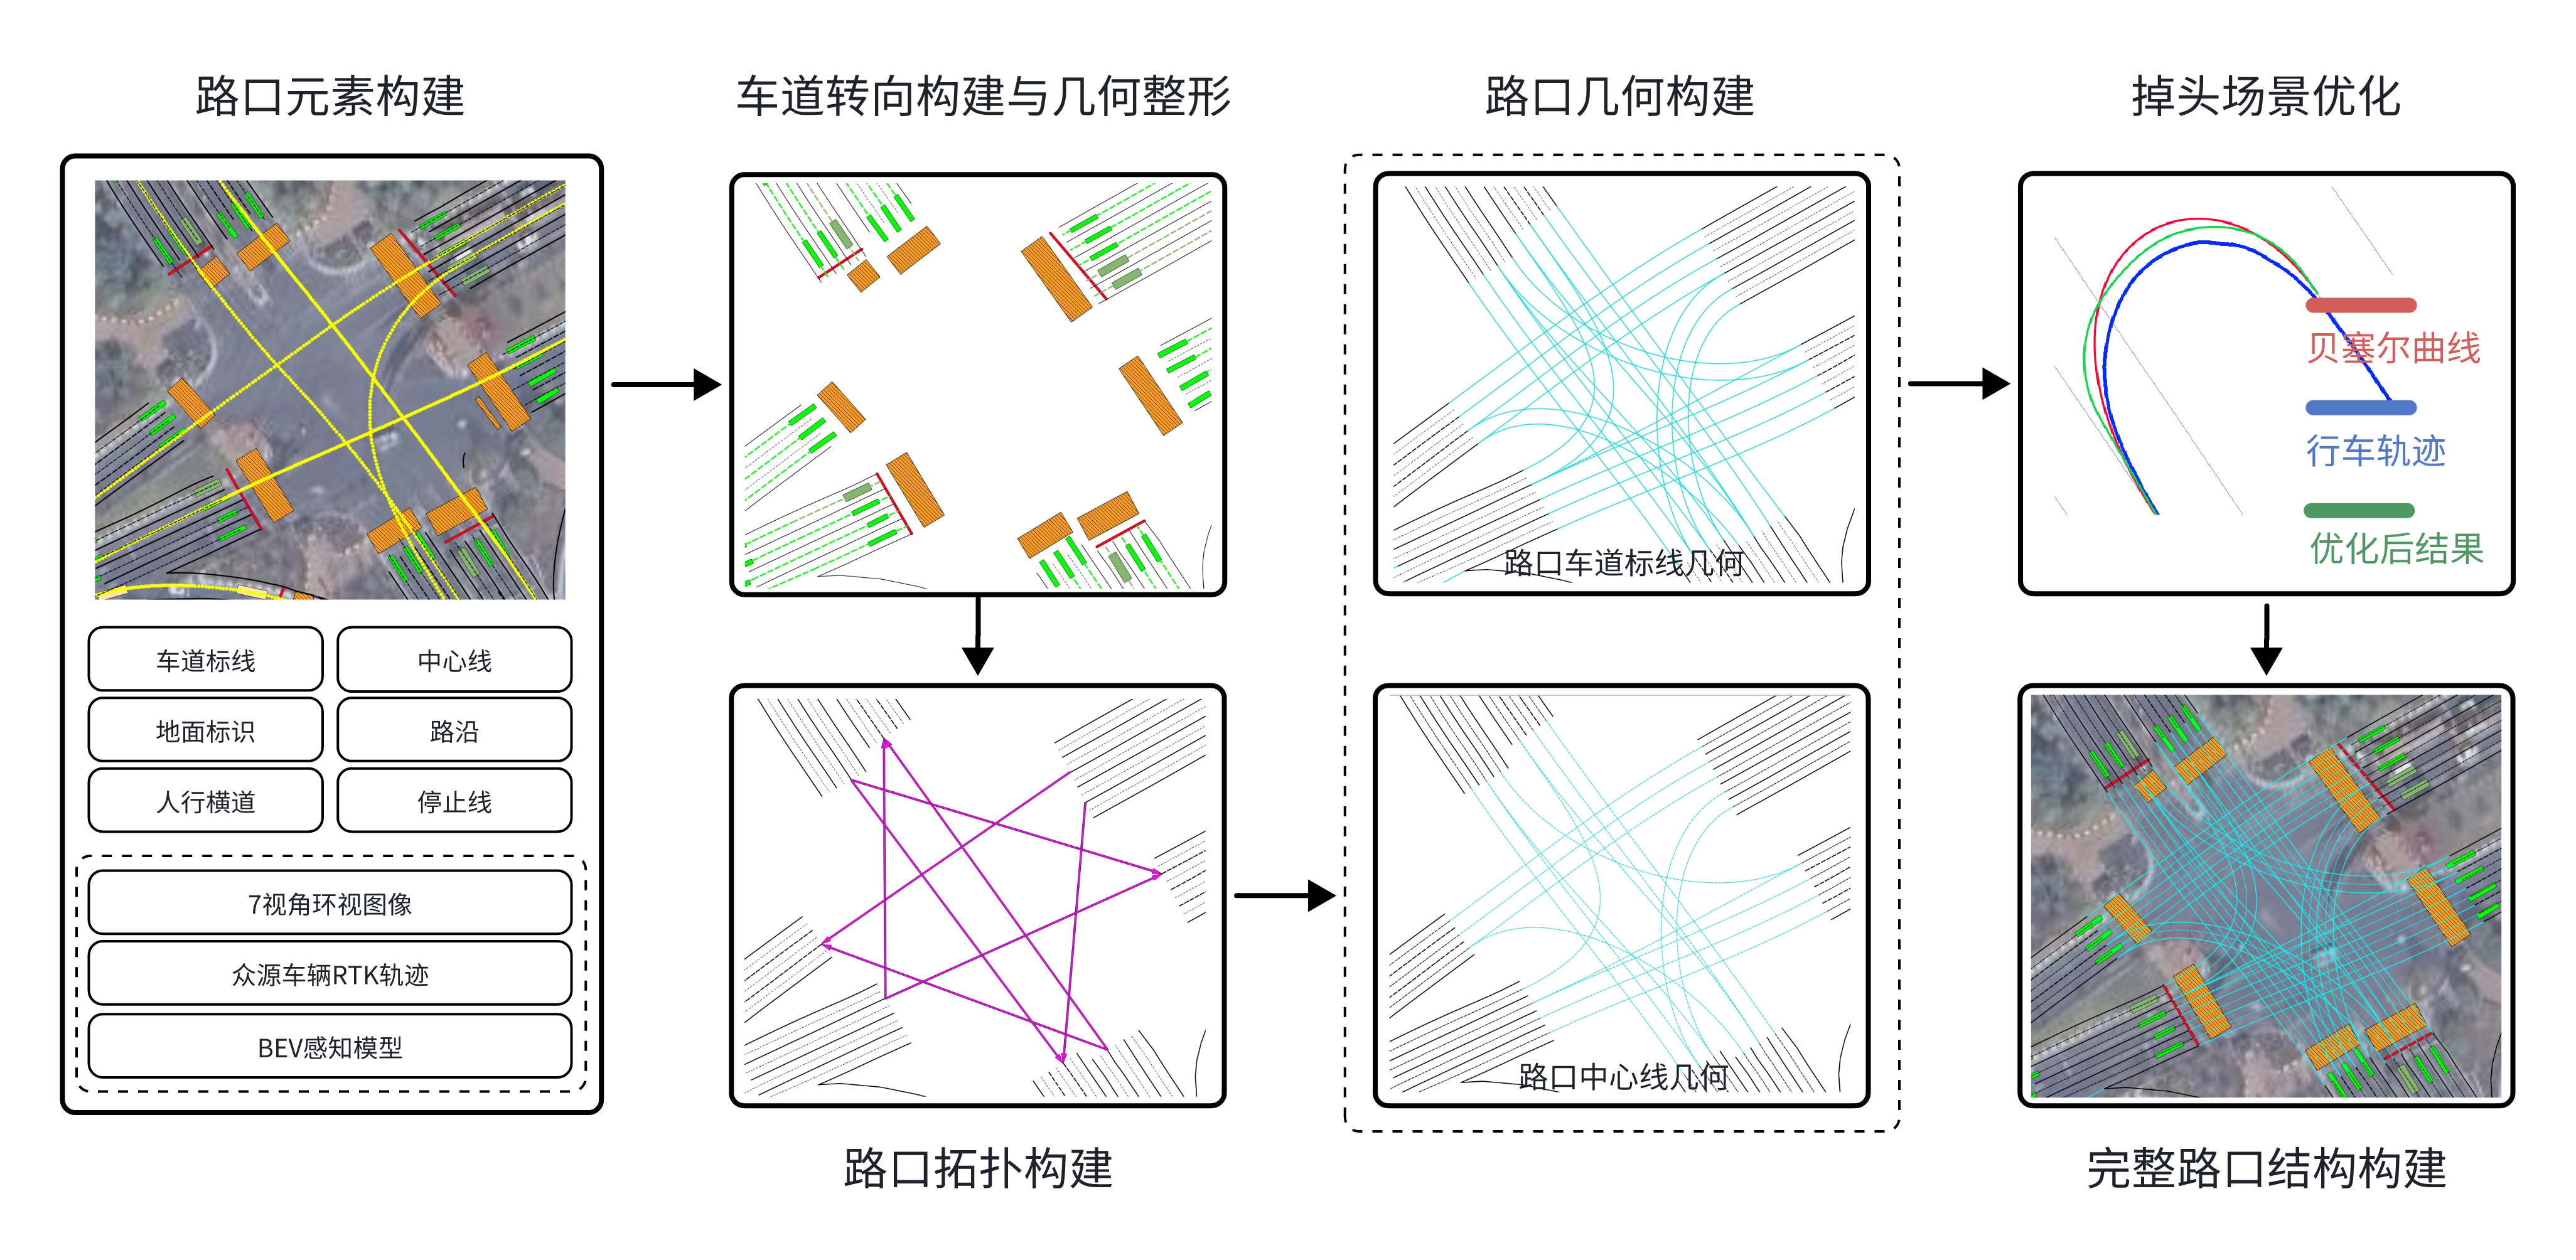 路口元素构建
车道标线
中心线
地面标识
路沿
人行横道
停止线
7视角环视图像
众源车辆RTK轨迹
BEV感知模型
车道转向构建与几何整形
路口拓扑构建
路口几何构建
路口车道标线几何
路口中心线几何
掉头场景优化
贝塞尔曲线
行车轨迹
优化后结果
完整路口结构构建